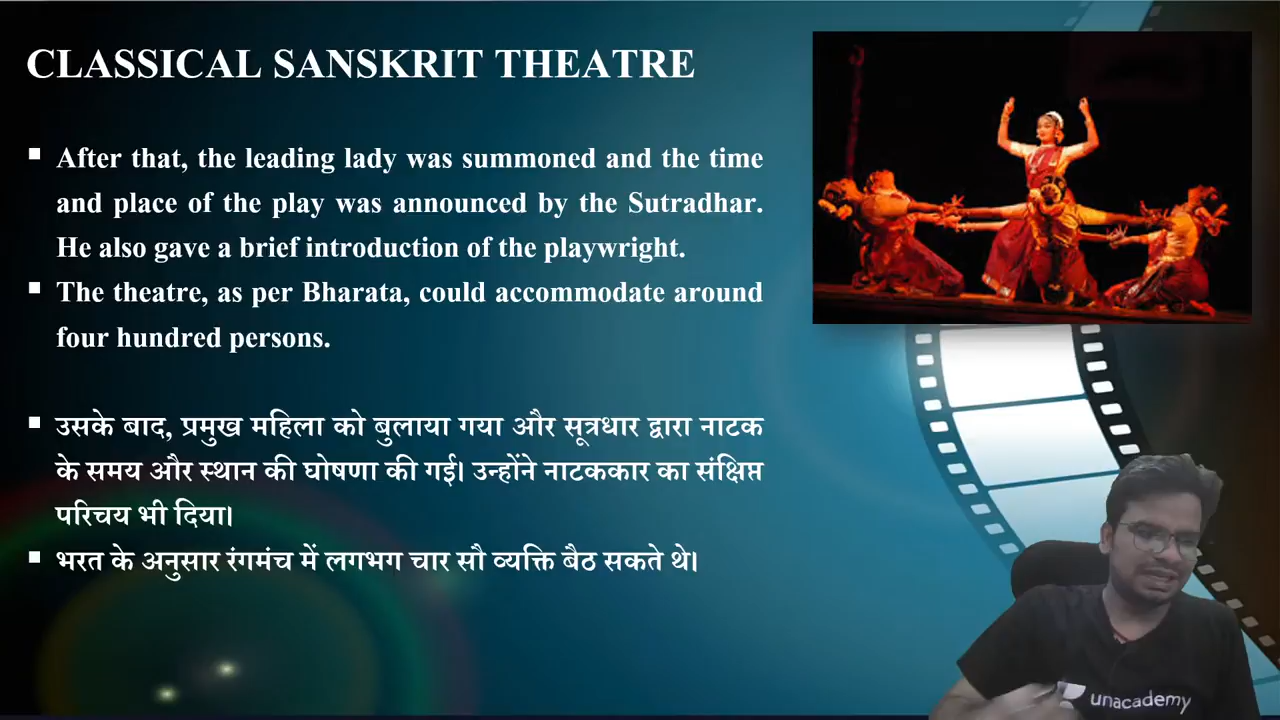 CLASSICAL SANSKRIT THEATRE
▪ After that, the leading lady was summoned and the time
and place of the play was announced by the Sutradhar.
He also gave a brief introduction of the playwright.
▪ The theatre, as per Bharata, could accommodate around
four hundred persons.
▪ उसके बाद, प्रमुख महिला को बुलाया गया और सूत्रधार द्वारा नाटक
के समय और स्थान की घोषणा की गई। उन्होंने नाटककार का संक्षिप्त
परिचय भी दिया।
▪ भरत के अनुसार रंगमंच में लगभग चार सौ व्यक्ति बैठ सकते थे।
unacademy